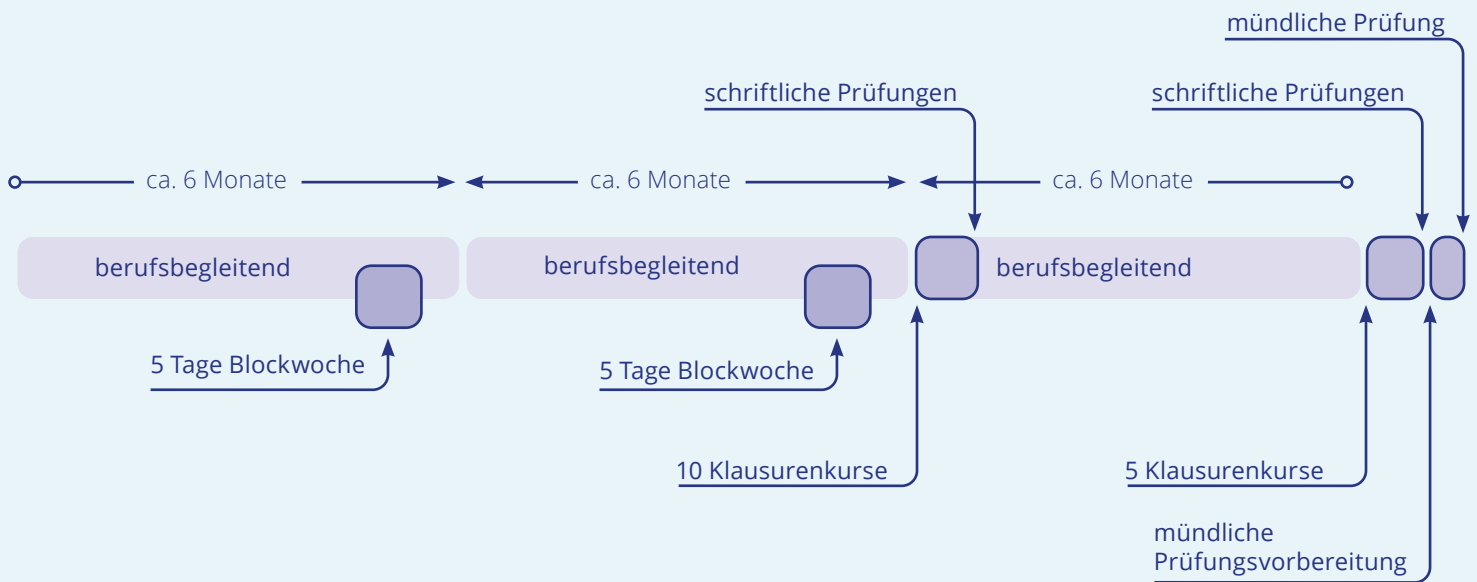 mündliche Prüfung
schriftliche Prüfungen
schriftliche Prüfungen
ca. 6 Monate
ca. 6 Monate
ca. 6 Monate
berufsbegleitend
berufsbegleitend
berufsbegleitend
5 Tage Blockwoche
5 Tage Blockwoche
10 Klausurenkurse
5 Klausurenkurse
mündliche
Prüfungsvorbereitung